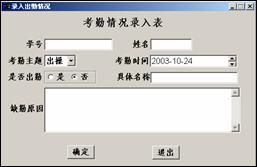 录入出勤情况
考勤情况录入表
学号 姓名
考勤主题 出操 考勤时间 2003-10-24
是否出勤 是 否 具体名称
缺勤原因
确定 退出